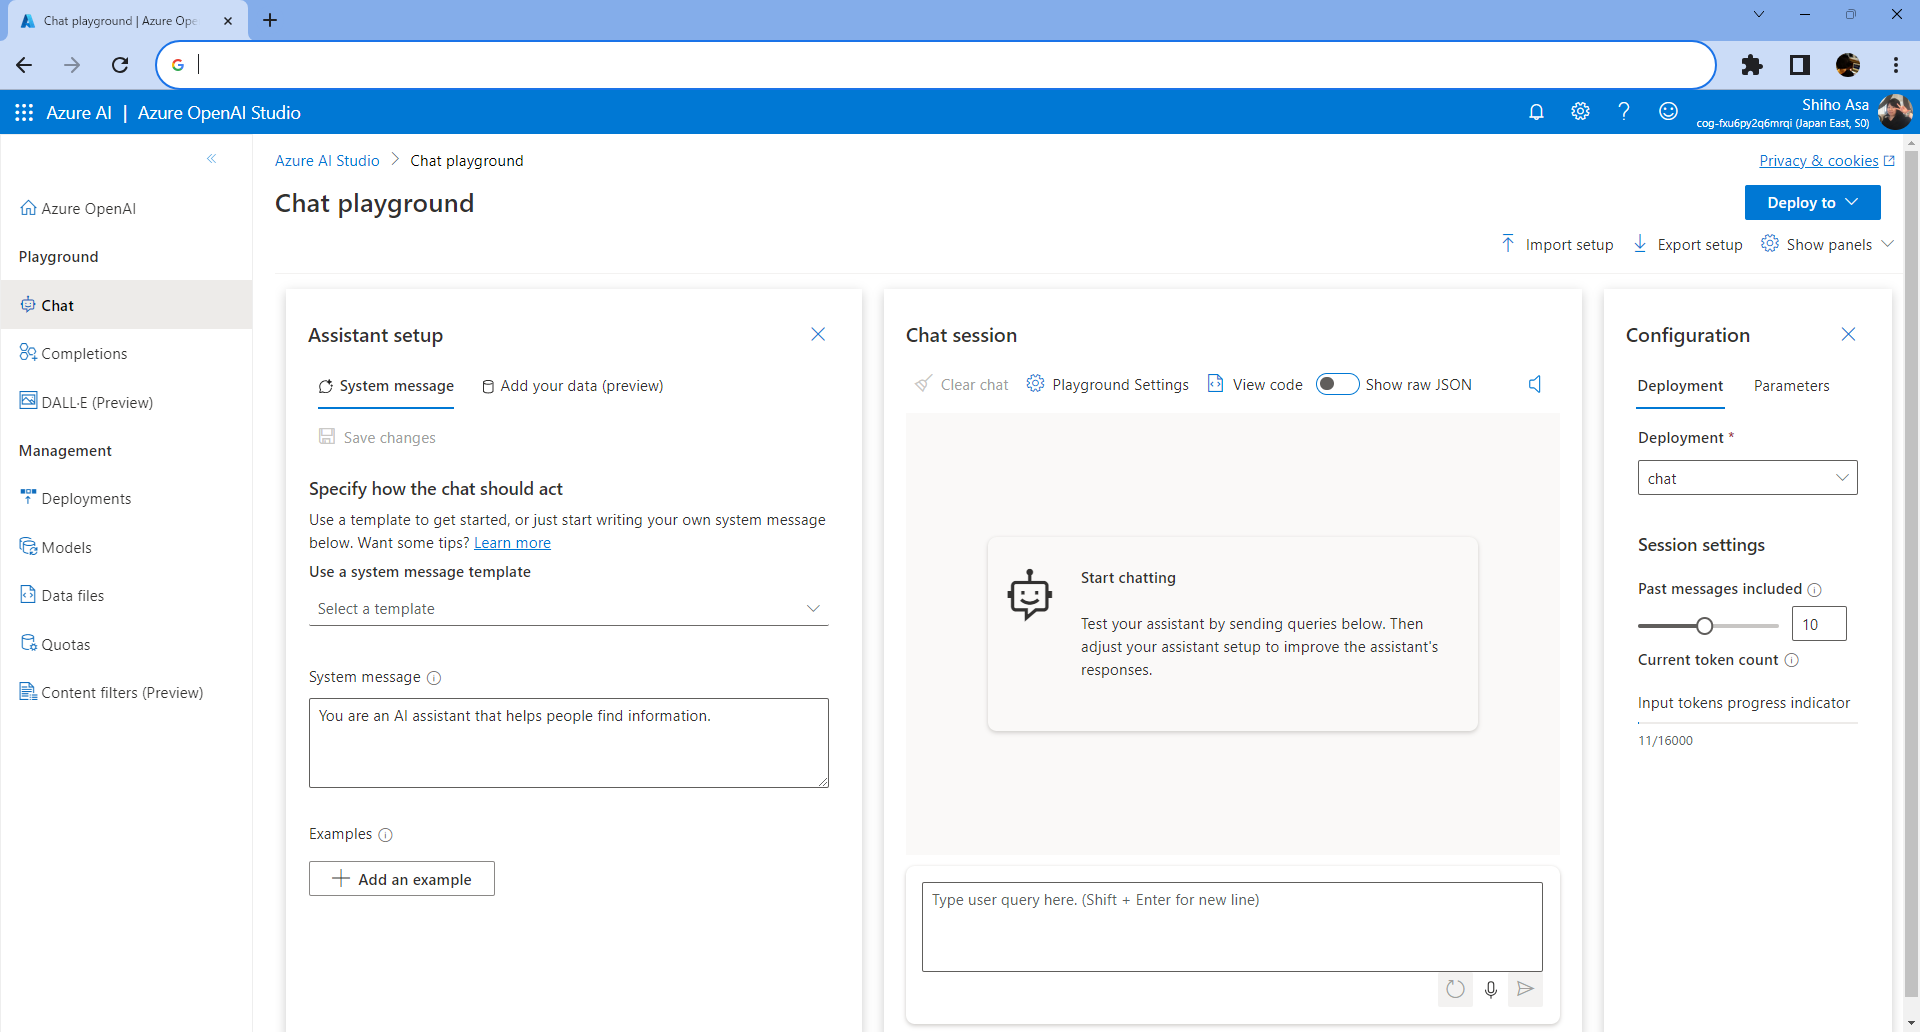 Chat playground | Azure Ope
Azure AI | Azure OpenAI Studio
Shiho Asa
cog-fxu6py2q6mrqi (Japan East, S0)
Azure AI Studio > Chat playground
Privacy & cookies
Chat playground
Deploy to
Import setup
Export setup
Show panels
Azure OpenAI
Playground
Chat
Completions
DALL·E (Preview)
Management
Deployments
Models
Data files
Quotas
Content filters (Preview)
Assistant setup
System message
Add your data (preview)
Save changes
Specify how the chat should act
Use a template to get started, or just start writing your own system message
below. Want some tips? Learn more
Use a system message template
Select a template
System message
You are an AI assistant that helps people find information.
Examples
Add an example
Chat session
Clear chat
Playground Settings
View code
Show raw JSON
Start chatting
Test your assistant by sending queries below. Then
adjust your assistant setup to improve the assistant's
responses.
Type user query here. (Shift + Enter for new line)
Configuration
Deployment
Parameters
Deployment *
chat
Session settings
Past messages included
10
Current token count
Input tokens progress indicator
11/16000